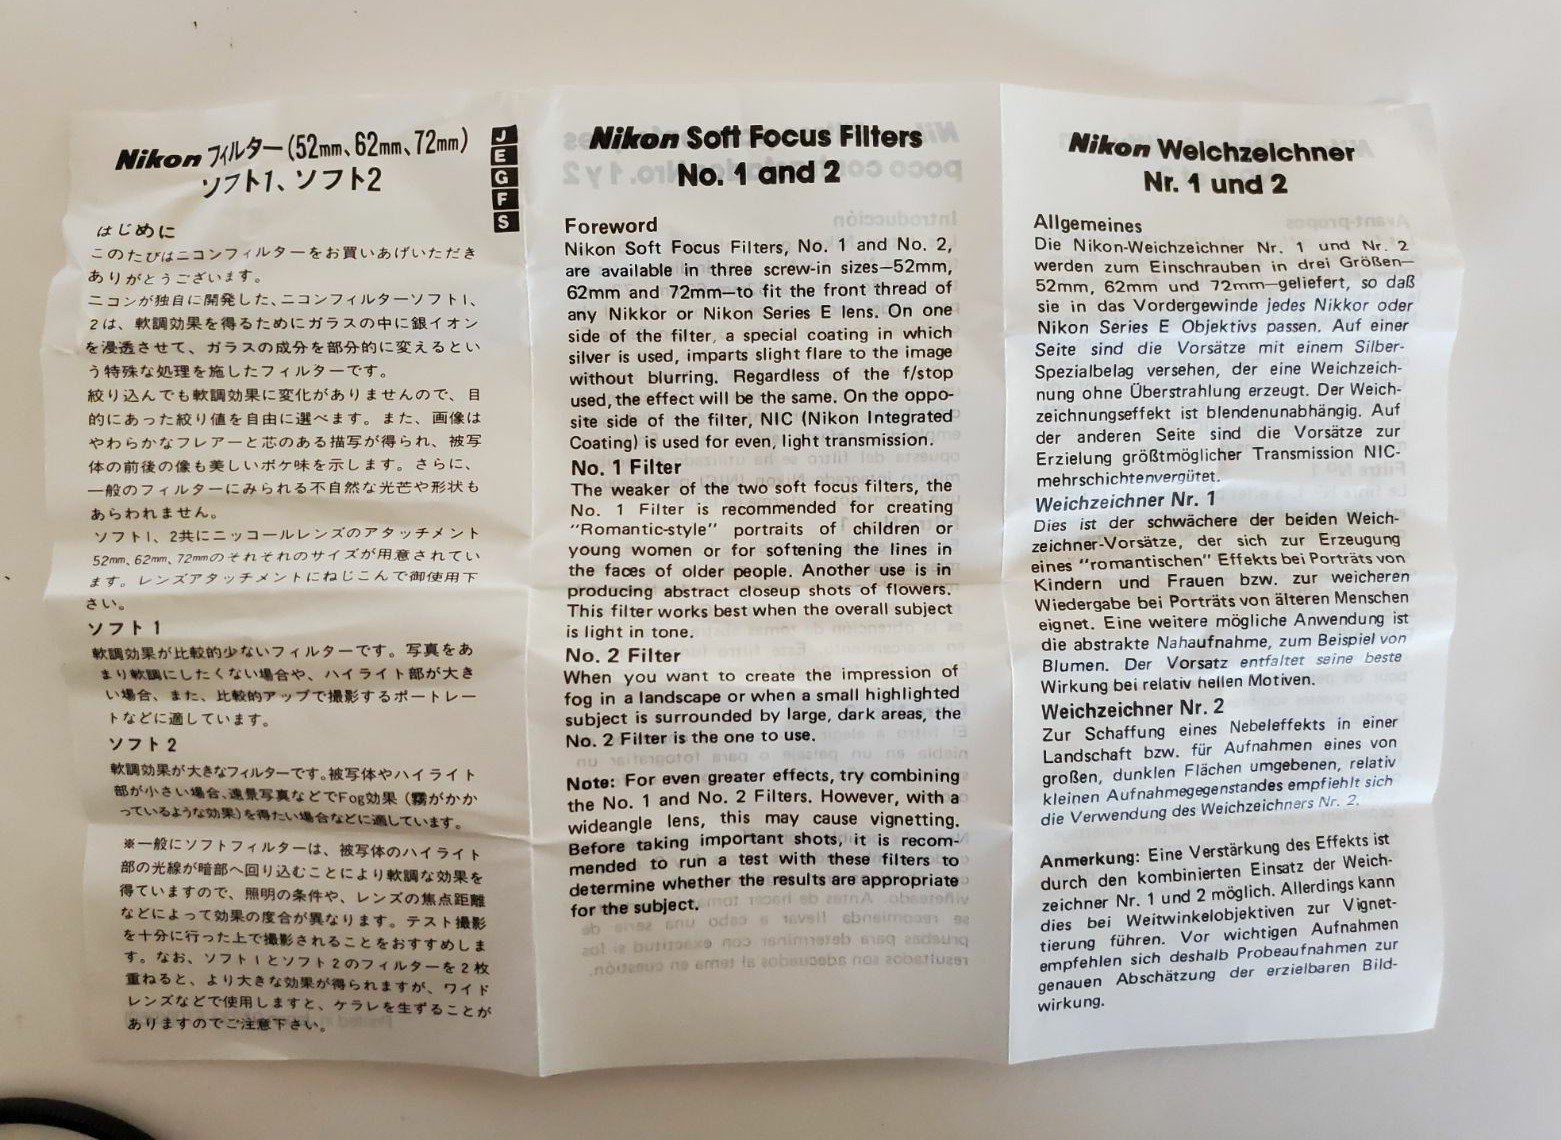 Nikon フィルター(52mm、62mm、72mm)
ソフト1、ソフト2
J
E
G
F
S
はじめに
このたびはニコンフィルターをお買いあげいただき
ありがとうございます。
ニコンが独自に開発した、ニコンフィルターソフト1、
2は、軟調効果を得るためにガラスの中に銀イオン
を浸透させて、ガラスの成分を部分的に変えるとい
う特殊な処理を施したフィルターです。
絞り込んでも軟調効果に変化がありませんので、目
的にあった絞り値を自由に選べます。また、画像は
やわらかなフレアーと芯のある描写が得られ、被写
体の前後の像も美しいボケ味を示します。さらに、
一般のフィルターにみられる不自然な光芒や形状も
あらわれません。
ソフト1、2共にニッコールレンズのアタッチメント
52mm、62mm、72mmのそれそれのサイズが用意されてい
ます。レンズアタッチメントにねじこんで御使用下
さい。
ソフト1
軟調効果が比較的少ないフィルターです。写真をあ
まり軟調にしたくない場合や、ハイライト部が大き
い場合、また、比較的アップで撮影するポートレー
トなどに適しています。
ソフト2
軟調効果が大きなフィルターです。被写体やハイライト
部が小さい場合、遠景写真などでFog効果(霧がかか
っているような効果)を得たい場合などに適しています。
※一般にソフトフィルターは、被写体のハイライト
部の光線が暗部へ回り込むことにより軟調な効果を
得ていますので、照明の条件や、レンズの焦点距離
などによって効果の度合が異なります。テスト撮影
を十分に行った上で撮影されることをおすすめしま
す。なお、ソフト1とソフト2のフィルターを2枚
重ねると、より大きな効果が得られますが、ワイド
レンズなどで使用しますと、ケラレを生ずることが
ありますのでご注意下さい。
Nikon Soft Focus Filters
No. 1 and 2
Foreword
Nikon Soft Focus Filters, No. 1 and No. 2,
are available in three screw-in sizes—52mm,
62mm and 72mm—to fit the front thread of
any Nikkor or Nikon Series E lens. On one
side of the filter, a special coating in which
silver is used, imparts slight flare to the image
without blurring. Regardless of the f/stop
used, the effect will be the same. On the oppo-
site side of the filter, NIC (Nikon Integrated
Coating) is used for even, light transmission.
No. 1 Filter
The weaker of the two soft focus filters, the
No. 1 Filter is recommended for creating
"Romantic-style" portraits of children or
young women or for softening the lines in
the faces of older people. Another use is in
producing abstract closeup shots of flowers.
This filter works best when the overall subject
is light in tone.
No. 2 Filter
When you want to create the impression of
fog in a landscape or when a small highlighted
subject is surrounded by large, dark areas, the
No. 2 Filter is the one to use.
Note: For even greater effects, try combining
the No. 1 and No. 2 Filters. However, with a
wideangle lens, this may cause vignetting.
Before taking important shots, it is recom-
mended to run a test with these filters to
determine whether the results are appropriate
for the subject.
Nikon Weichzeichner
Nr. 1 und 2
Allgemeines
Die Nikon-Weichzeichner Nr. 1 und Nr. 2
werden zum Einschrauben in drei Größen—
52mm, 62mm und 72mm—geliefert, so daß
sie in das Vordergewinde jedes Nikkor oder
Nikon Series E Objektivs passen. Auf einer
Seite sind die Vorsätze mit einem Silber-
Spezialbelag versehen, der eine Weichzeich-
nung ohne Überstrahlung erzeugt. Der Weich-
zeichnungseffekt ist blendenunabhängig. Auf
der anderen Seite sind die Vorsätze zur
Erzielung größtmöglicher Transmission NIC-
mehrschichtenvergütet.
Weichzeichner Nr. 1
Dies ist der schwächere der beiden Weich-
zeichner-Vorsätze, der sich zur Erzeugung
eines "romantischen" Effekts bei Porträts von
Kindern und Frauen bzw. zur weicheren
Wiedergabe bei Porträts von älteren Menschen
eignet. Eine weitere mögliche Anwendung ist
die abstrakte Nahaufnahme, zum Beispiel von
Blumen. Der Vorsatz entfaltet seine beste
Wirkung bei relativ hellen Motiven.
Weichzeichner Nr. 2
Zur Schaffung eines Nebeleffekts in einer
Landschaft bzw. für Aufnahmen eines von
großen, dunklen Flächen umgebenen, relativ
kleinen Aufnahmegegenstandes empfiehlt sich
die Verwendung des Weichzeichners Nr. 2.
Anmerkung: Eine Verstärkung des Effekts ist
durch den kombinierten Einsatz der Weich-
zeichner Nr. 1 und 2 möglich. Allerdings kann
dies bei Weitwinkelobjektiven zur Vignet-
tierung führen. Vor wichtigen Aufnahmen
empfehlen sich deshalb Probeaufnahmen zur
genauen Abschätzung der erzielbaren Bild-
wirkung.